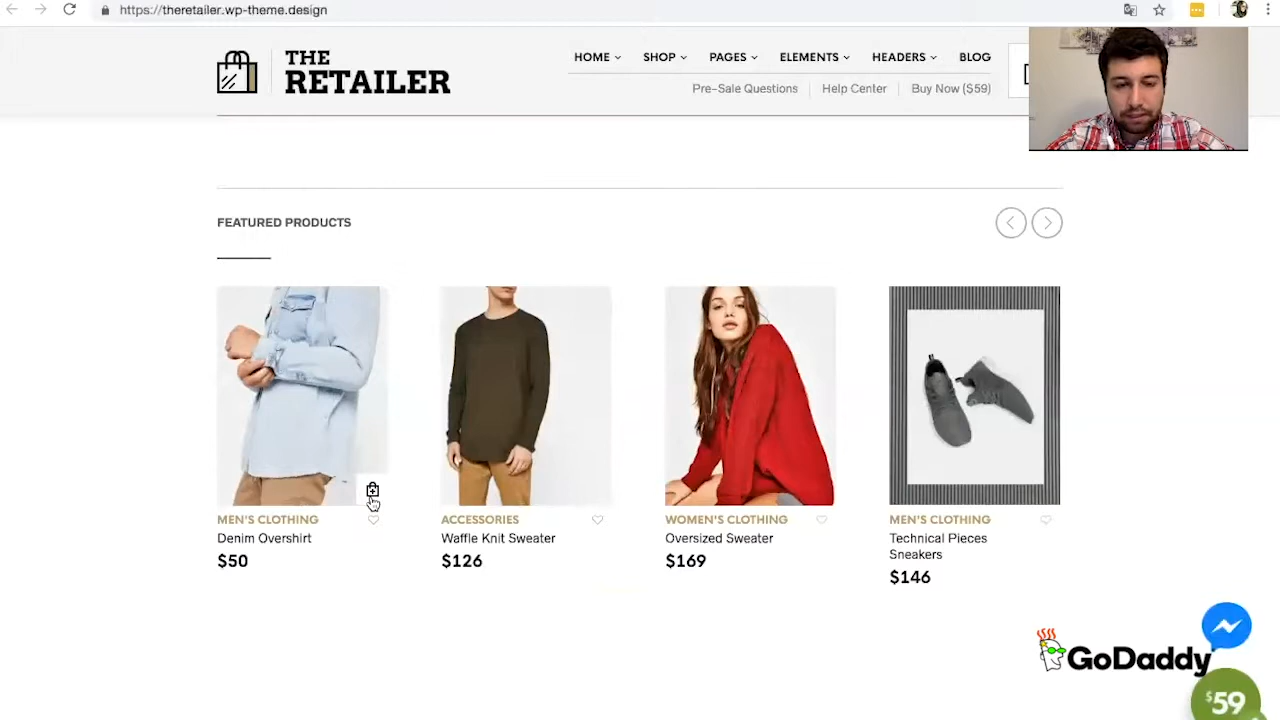 https://theretailer.wp-theme.design
THE
RETAILER
HOME SHOP PAGES ELEMENTS HEADERS BLOG
Pre-Sale Questions Help Center Buy Now ($59)
FEATURED PRODUCTS
MEN'S CLOTHING
Denim Overshirt
$50
ACCESSORIES
Waffle Knit Sweater
$126
WOMEN'S CLOTHING
Oversized Sweater
$169
MEN'S CLOTHING
Technical Pieces
Sneakers
$146
GoDaddy
$59